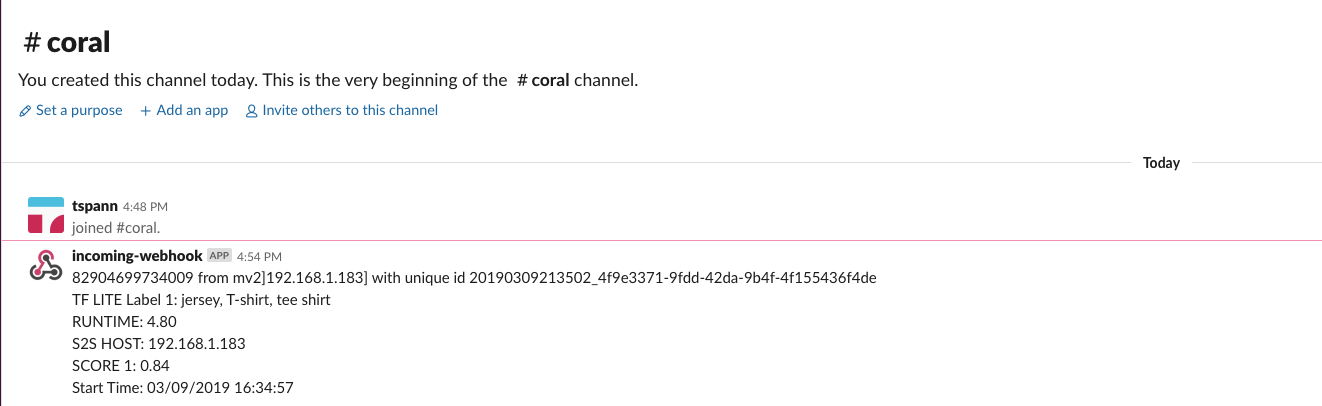 # coral
You created this channel today. This is the very beginning of the # coral channel.
Set a purpose + Add an app Invite others to this channel
Today
tspann 4:48 PM
joined #coral.
incoming-webhook APP 4:54 PM
82904699734009 from mv2]192.168.1.183] with unique id 20190309213502_4f9e3371-9fdd-42da-9b4f-4f155436f4de
TF LITE Label 1: jersey, T-shirt, tee shirt
RUNTIME: 4.80
S2S HOST: 192.168.1.183
SCORE 1: 0.84
Start Time: 03/09/2019 16:34:57